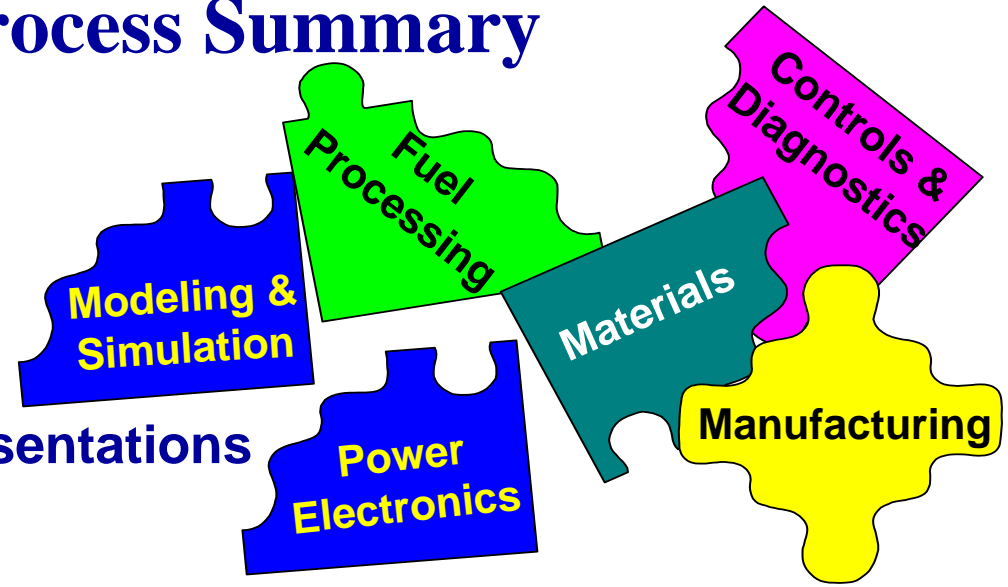 rocess Summary
Controls &
Diagnostics
Fuel
Processing
Materials
Modeling &
Simulation
Manufacturing
sentations
Power
Electronics